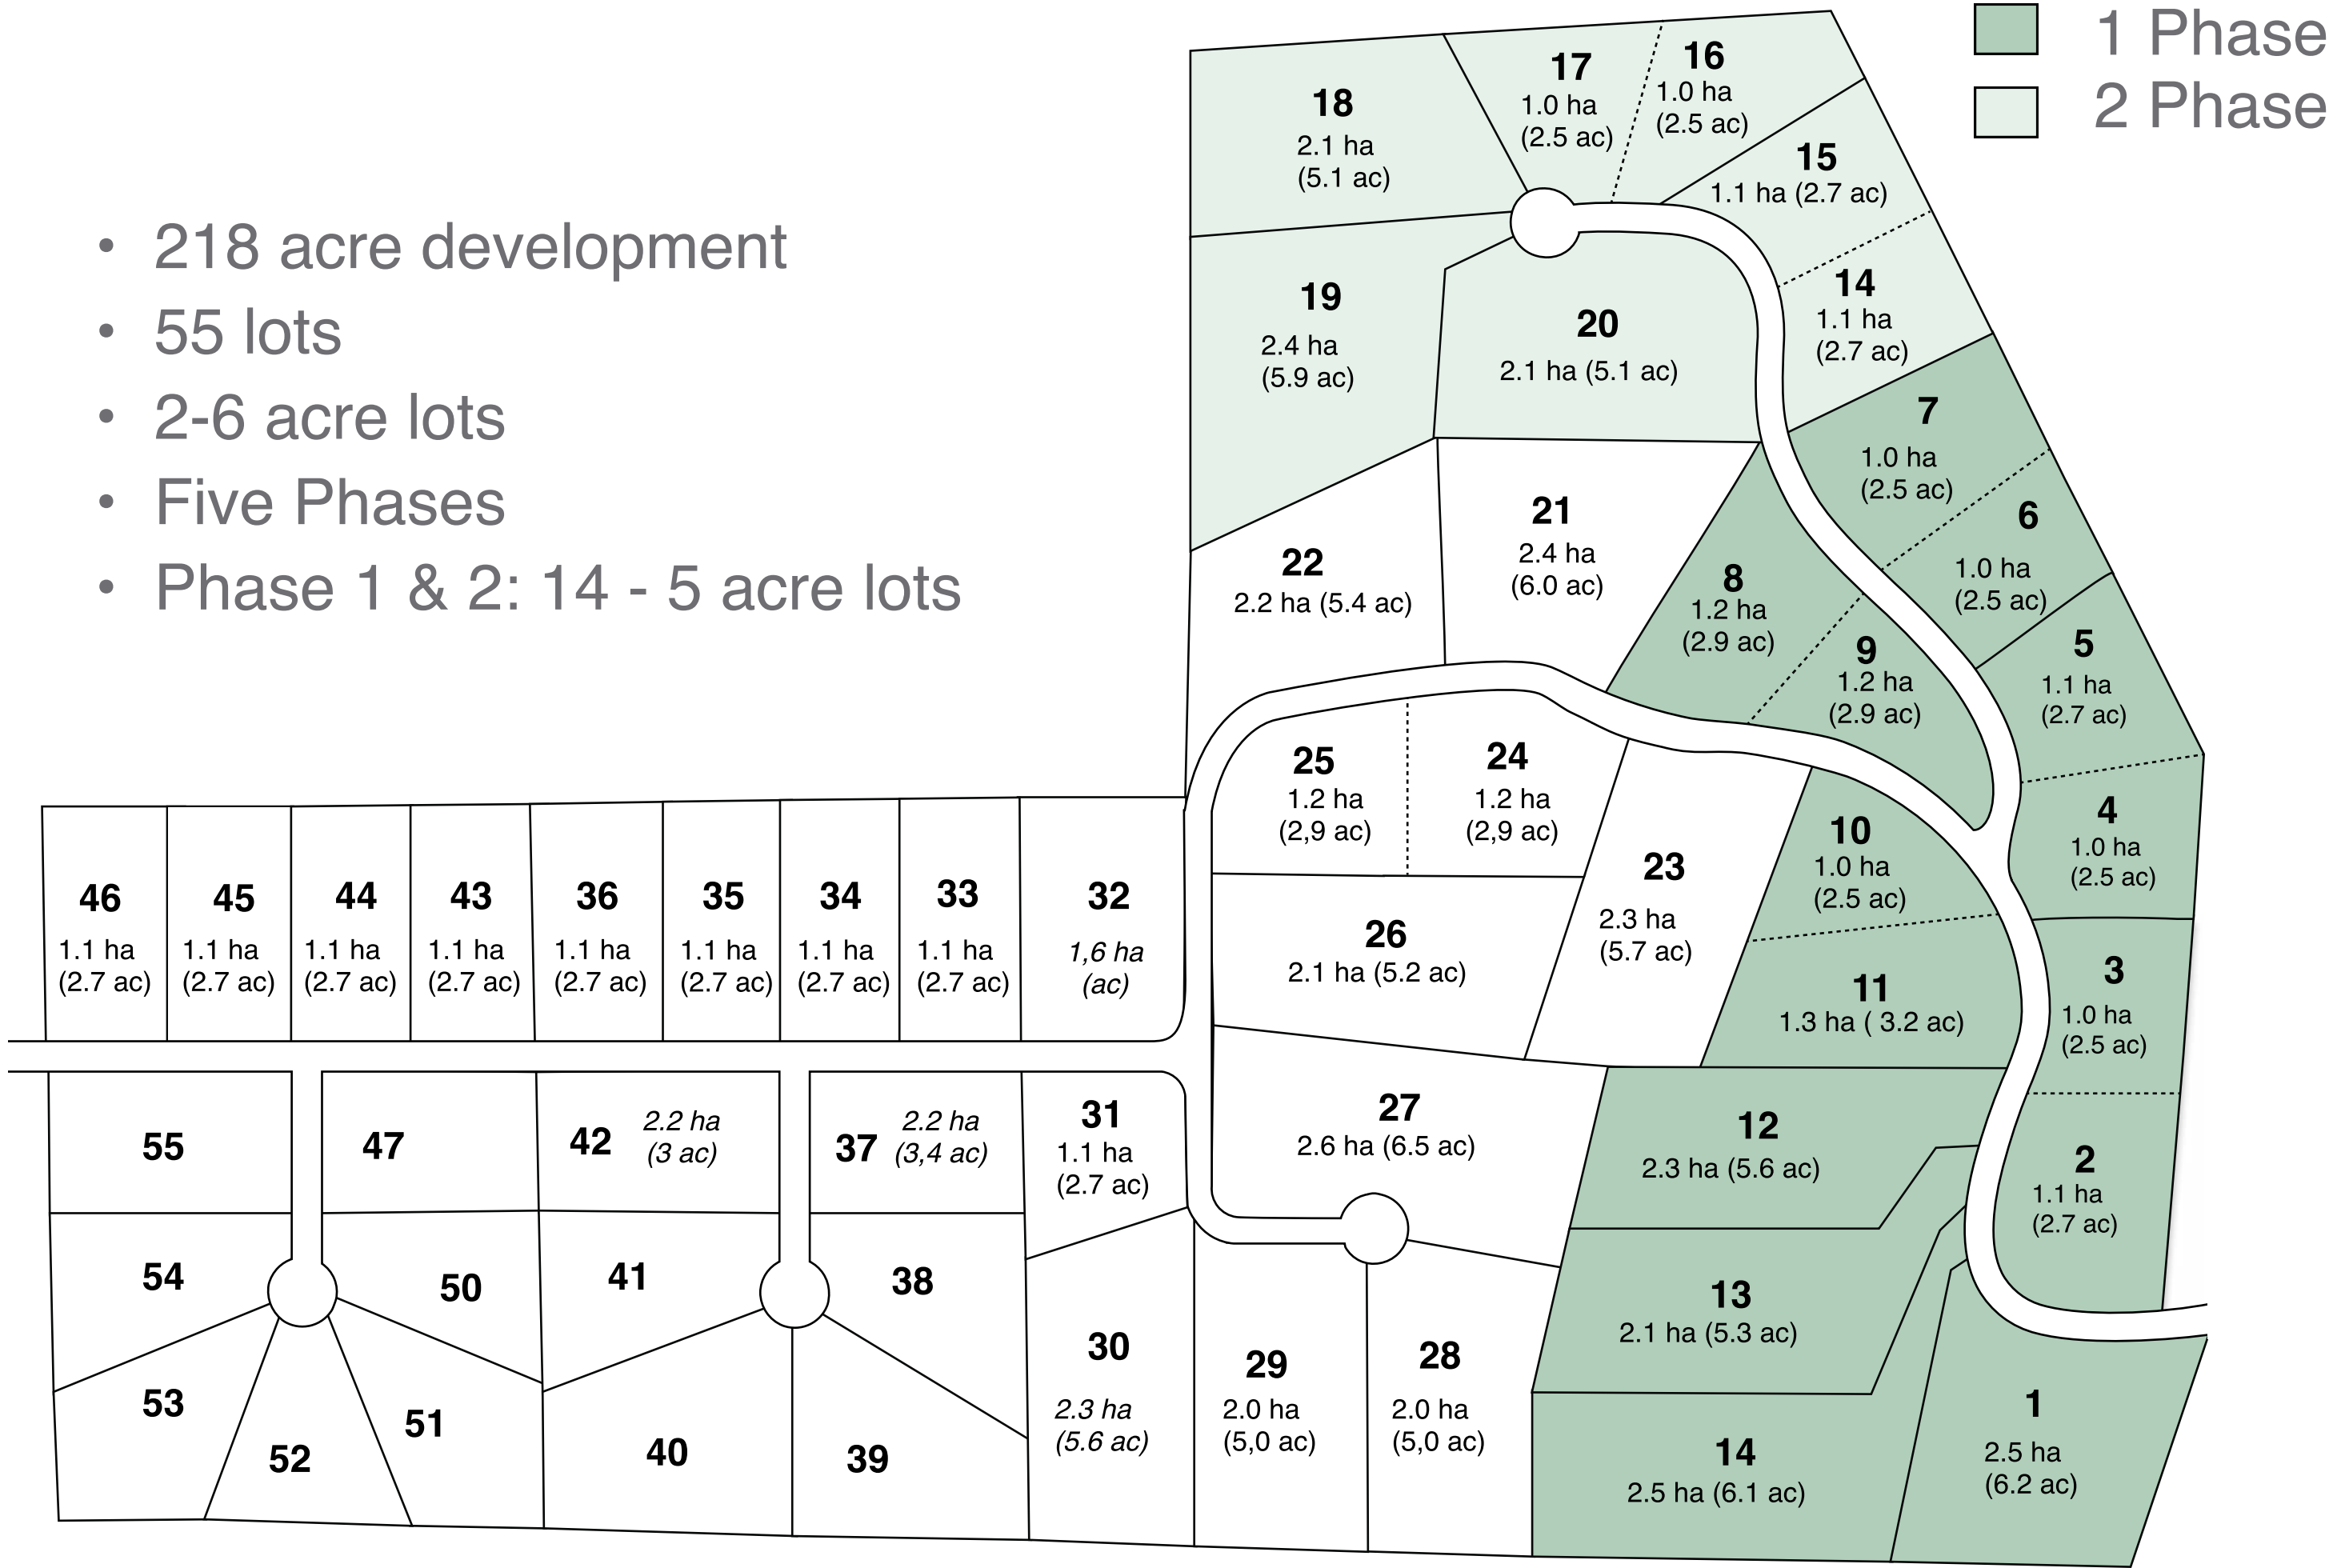 1 Phase
2 Phase
• 218 acre development
• 55 lots
• 2-6 acre lots
• Five Phases
• Phase 1 & 2: 14 - 5 acre lots
18
2.1 ha
(5.1 ac)
17
1.0 ha
(2.5 ac)
16
1.0 ha
(2.5 ac)
15
1.1 ha (2.7 ac)
14
1.1 ha
(2.7 ac)
19
2.4 ha
(5.9 ac)
20
2.1 ha (5.1 ac)
7
1.0 ha
(2.5 ac)
6
1.0 ha
(2.5 ac)
22
2.2 ha (5.4 ac)
21
2.4 ha
(6.0 ac)
8
1.2 ha
(2.9 ac)
9
1.2 ha
(2.9 ac)
5
1.1 ha
(2.7 ac)
25
1.2 ha
(2,9 ac)
24
1.2 ha
(2,9 ac)
23
2.3 ha
(5.7 ac)
10
1.0 ha
(2.5 ac)
4
1.0 ha
(2.5 ac)
46
1.1 ha
(2.7 ac)
45
1.1 ha
(2.7 ac)
44
1.1 ha
(2.7 ac)
43
1.1 ha
(2.7 ac)
36
1.1 ha
(2.7 ac)
35
1.1 ha
(2.7 ac)
34
1.1 ha
(2.7 ac)
33
1.1 ha
(2.7 ac)
32
1,6 ha
(ac)
26
2.1 ha (5.2 ac)
11
1.3 ha ( 3.2 ac)
3
1.0 ha
(2.5 ac)
55
47
42
2.2 ha
(3 ac)
37
2.2 ha
(3,4 ac)
31
1.1 ha
(2.7 ac)
27
2.6 ha (6.5 ac)
12
2.3 ha (5.6 ac)
2
1.1 ha
(2.7 ac)
54
50
41
38
13
2.1 ha (5.3 ac)
53
52
51
40
39
30
2.3 ha
(5.6 ac)
29
2.0 ha
(5,0 ac)
28
2.0 ha
(5,0 ac)
14
2.5 ha (6.1 ac)
1
2.5 ha
(6.2 ac)